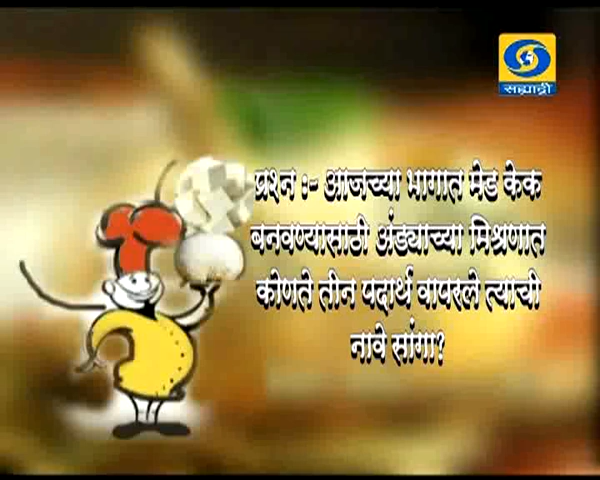 सह्याद्री
प्रश्न :- आजच्या भागात मेड केक
बनवण्यासाठी अंड्याच्या मिश्रणात
कोणते तीन पदार्थ वापरले त्याची
नावे सांगा?